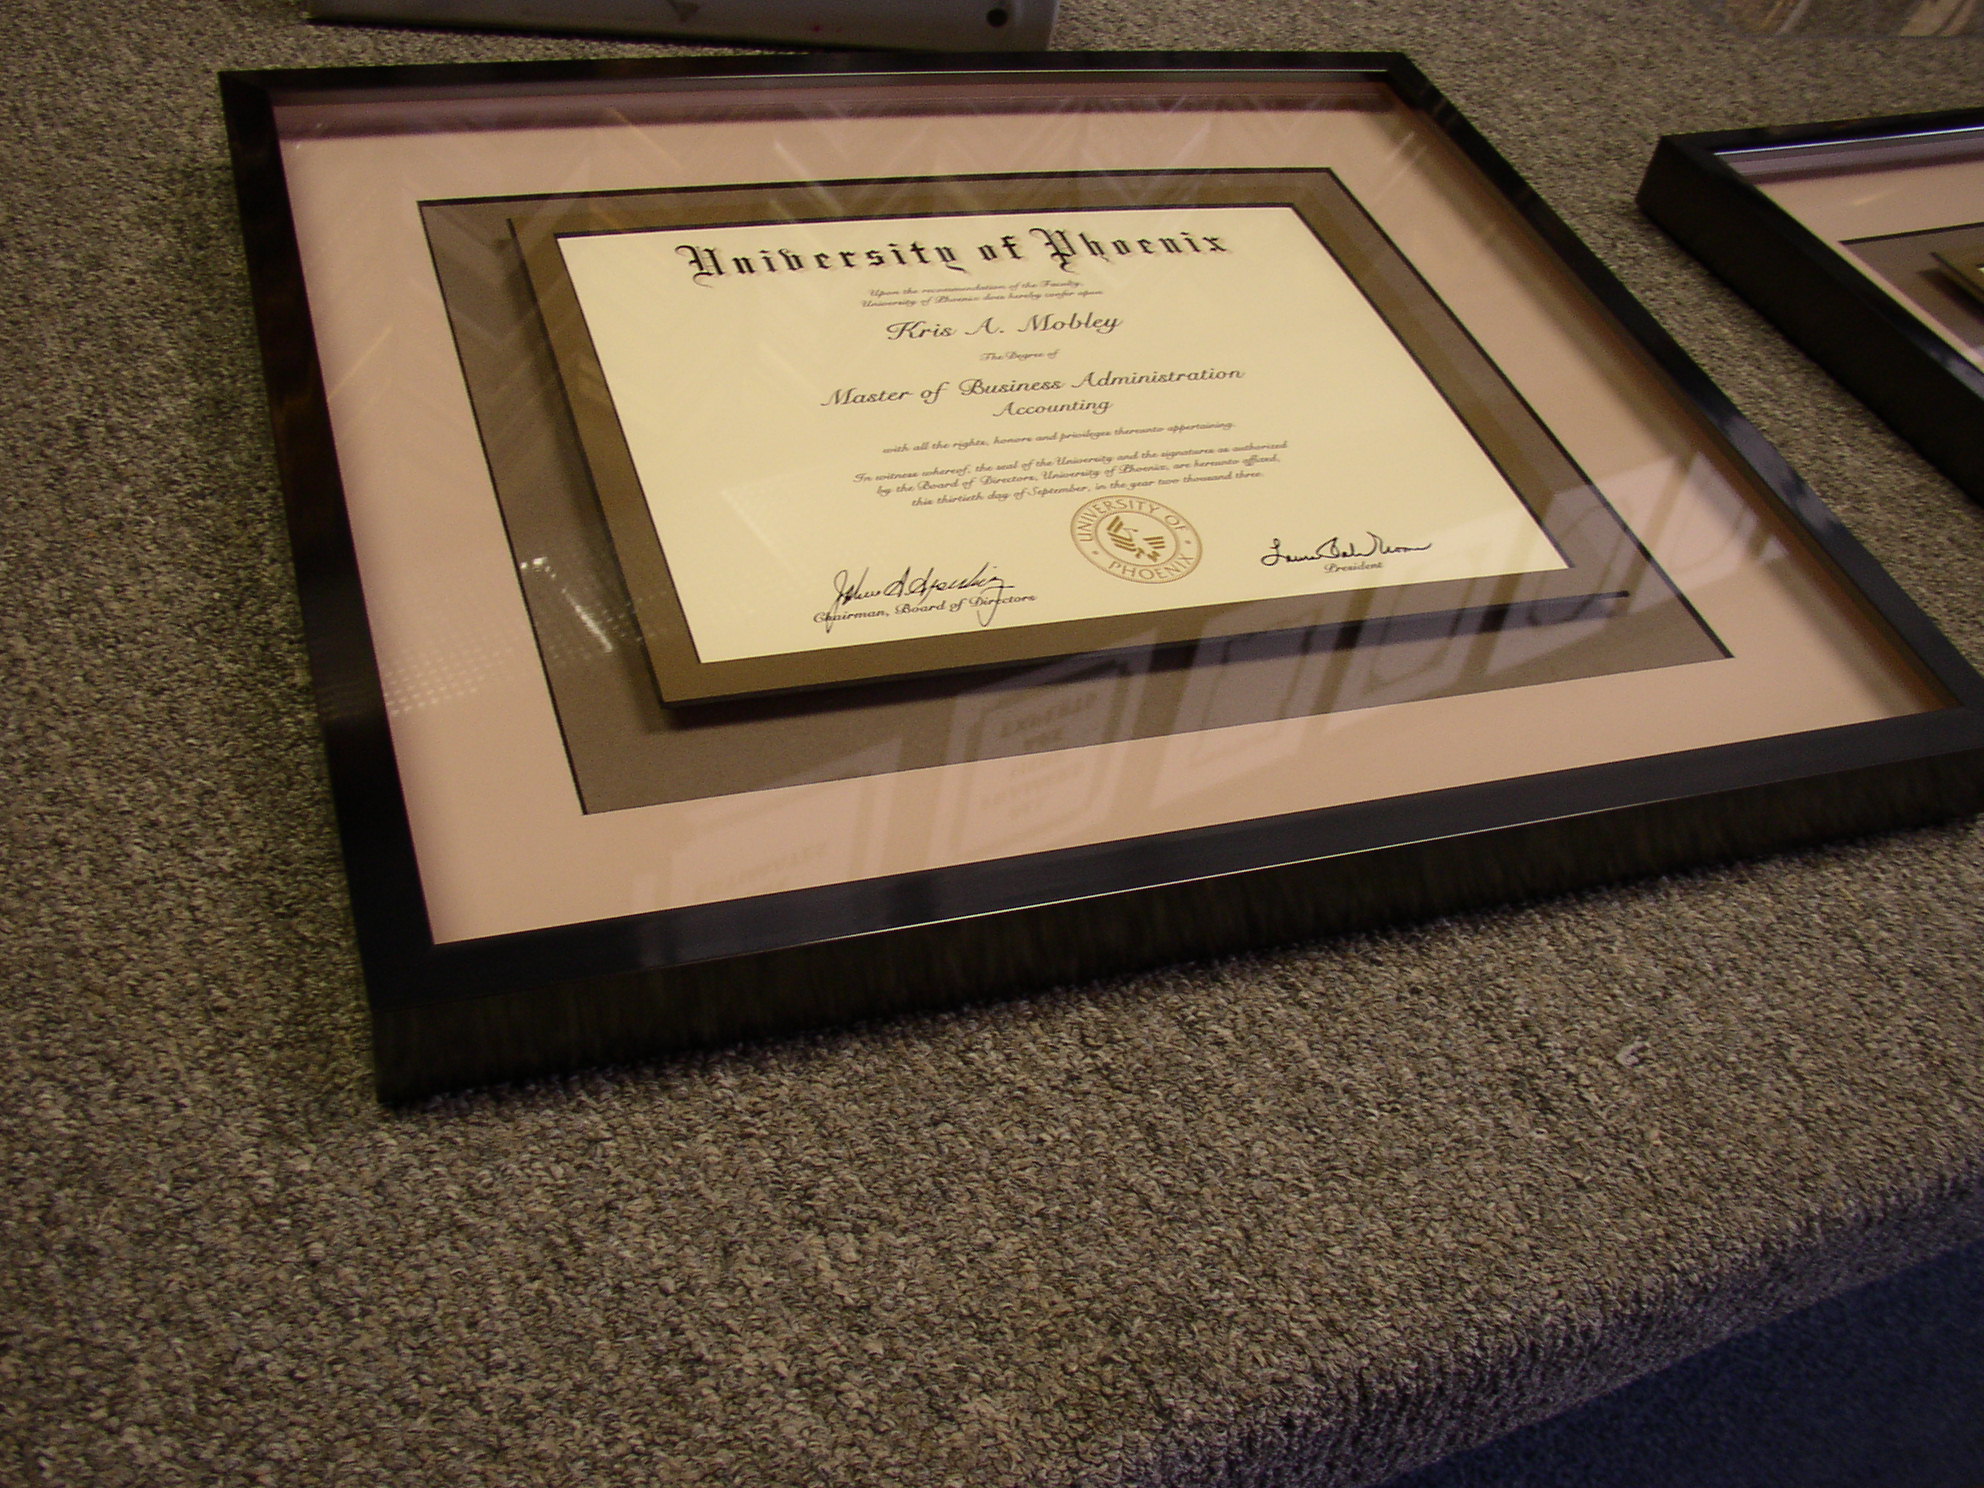 University of Phoenix
Upon the recommendation of the Faculty,
University of Phoenix does hereby confer upon
Kris A. Mobley
The Degree of
Master of Business Administration
Accounting
with all the rights, honors and privileges thereunto appertaining.
In witness whereof, the seal of the University and the signatures as authorized
by the Board of Directors, University of Phoenix, are hereunto affixed,
this thirtieth day of September, in the year two thousand three.
UNIVERSITY OF PHOENIX
Chairman, Board of Directors
President